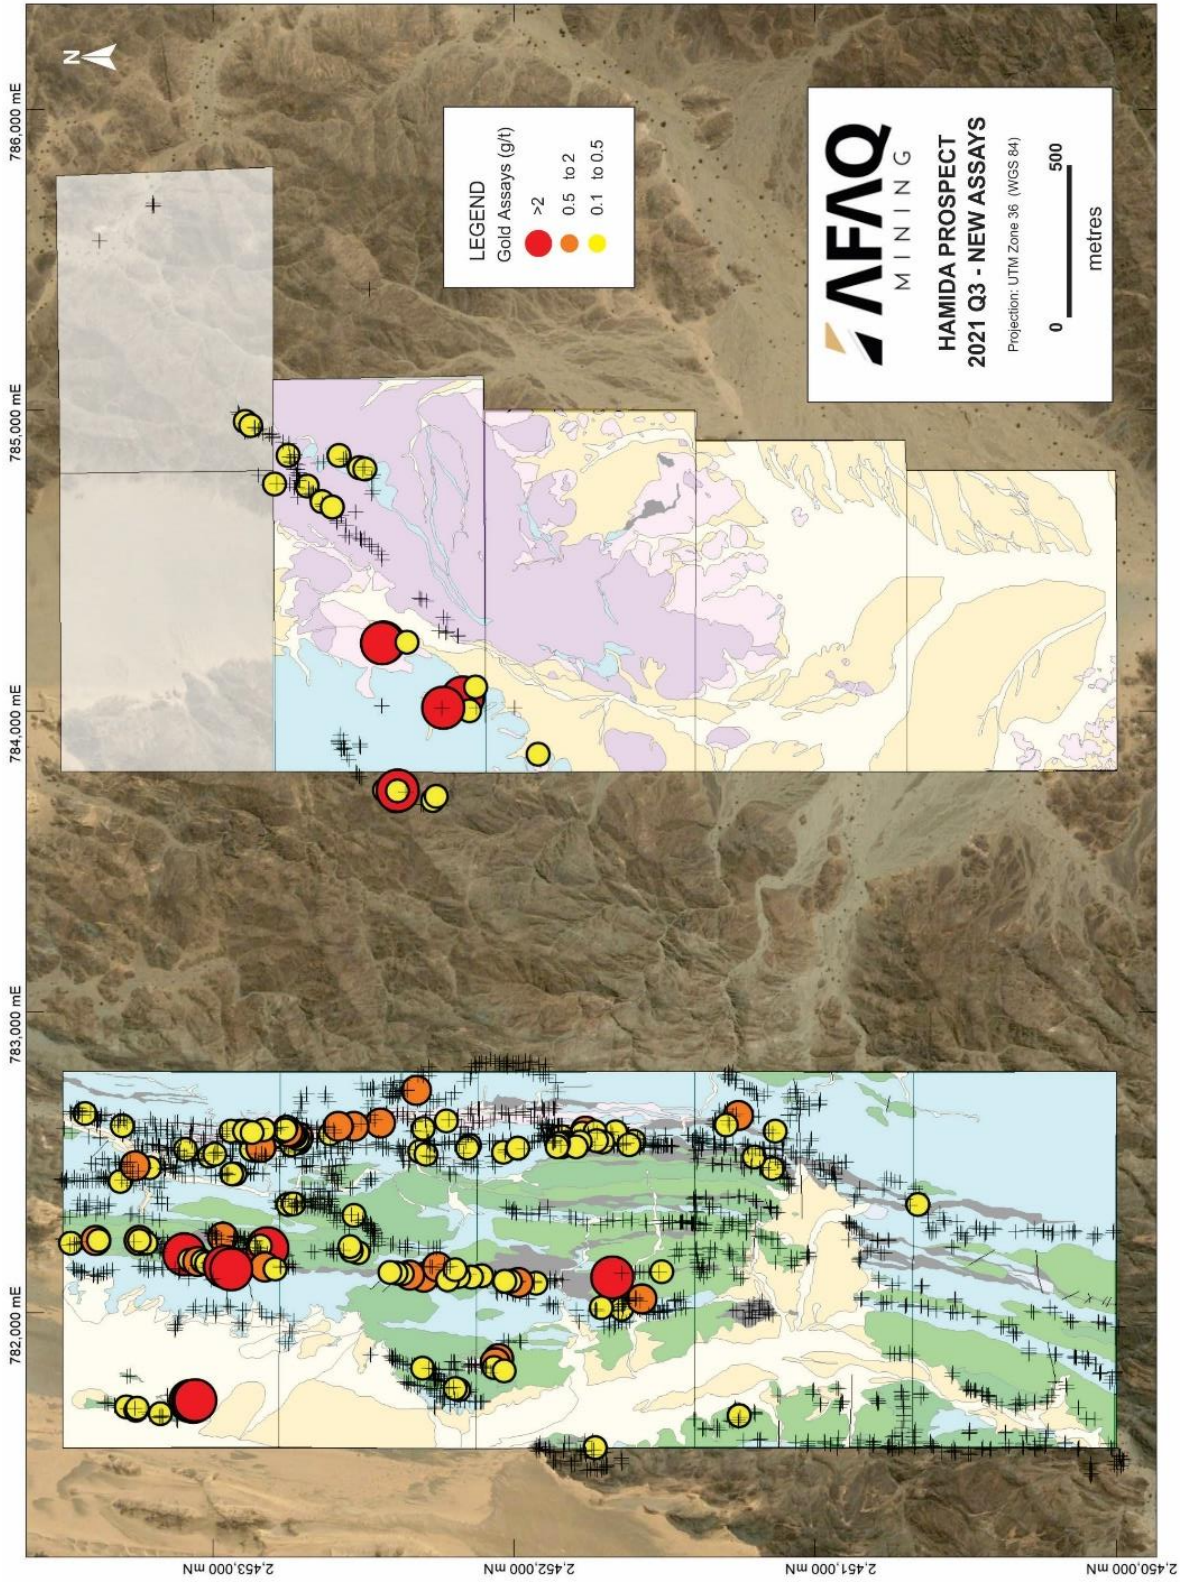 N
782,000 mE
783,000 mE
784,000 mE
785,000 mE
786,000 mE
2,453,000 mN
2,452,000 mN
2,451,000 mN
2,450,000 mN
LEGEND
Gold Assays (g/t)
>2
0.5 to 2
0.1 to 0.5
AFAQ
MINING
HAMIDA PROSPECT
2021 Q3 - NEW ASSAYS
Projection: UTM Zone 36 (WGS 84)
0 500
metres